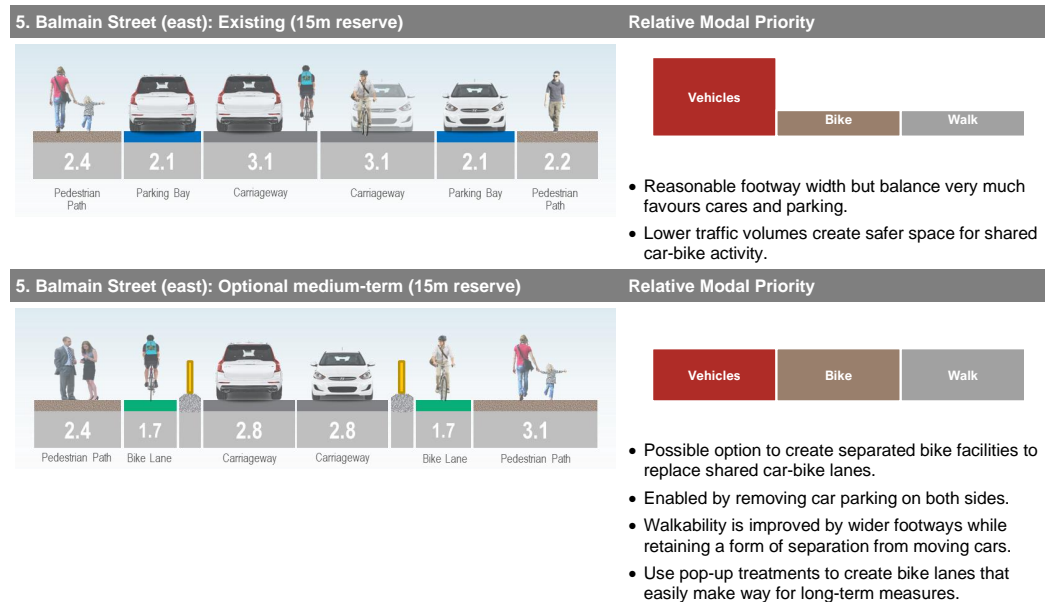 5. Balmain Street (east): Existing (15m reserve)
Relative Modal Priority
2.4 2.1 3.1 3.1 2.1 2.2
Pedestrian Path Parking Bay Carriageway Carriageway Parking Bay Pedestrian Path
Vehicles
Bike
Walk
• Reasonable footway width but balance very much
favours cares and parking.
• Lower traffic volumes create safer space for shared
car-bike activity.
5. Balmain Street (east): Optional medium-term (15m reserve)
Relative Modal Priority
2.4 1.7 2.8 2.8 1.7 3.1
Pedestrian Path Bike Lane Carriageway Carriageway Bike Lane Pedestrian Path
Vehicles
Bike
Walk
• Possible option to create separated bike facilities to
replace shared car-bike lanes.
• Enabled by removing car parking on both sides.
• Walkability is improved by wider footways while
retaining a form of separation from moving cars.
• Use pop-up treatments to create bike lanes that
easily make way for long-term measures.